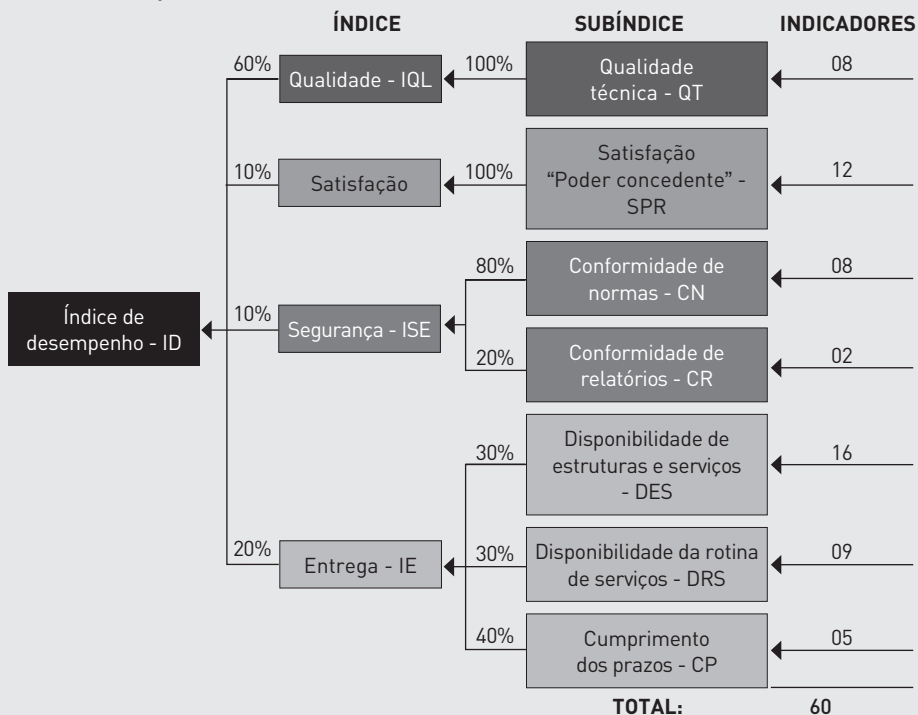 ÍNDICE SUBÍNDICE INDICADORES
60% Qualidade - IQL 100% Qualidade
técnica - QT 08
10% Satisfação 100% Satisfação
“Poder concedente” -
SPR 12
Índice de
desempenho - ID
10% Segurança - ISE
80% Conformidade de
normas - CN 08
20% Conformidade de
relatórios - CR 02
20% Entrega - IE
30% Disponibilidade de
estruturas e serviços
- DES 16
30% Disponibilidade da rotina
de serviços - DRS 09
40% Cumprimento
dos prazos - CP 05
TOTAL: 60